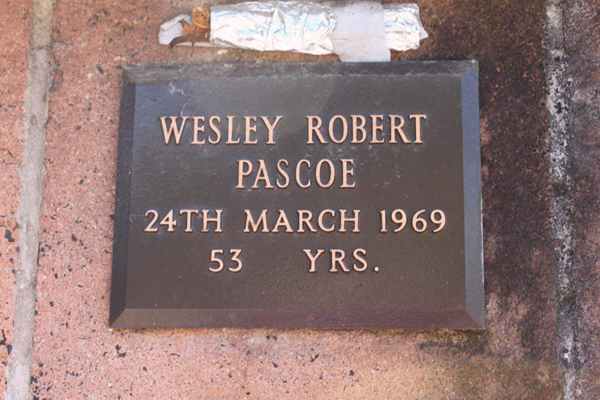 WESLEY ROBERT
PASCOE
24TH MARCH 1969
53 YRS.